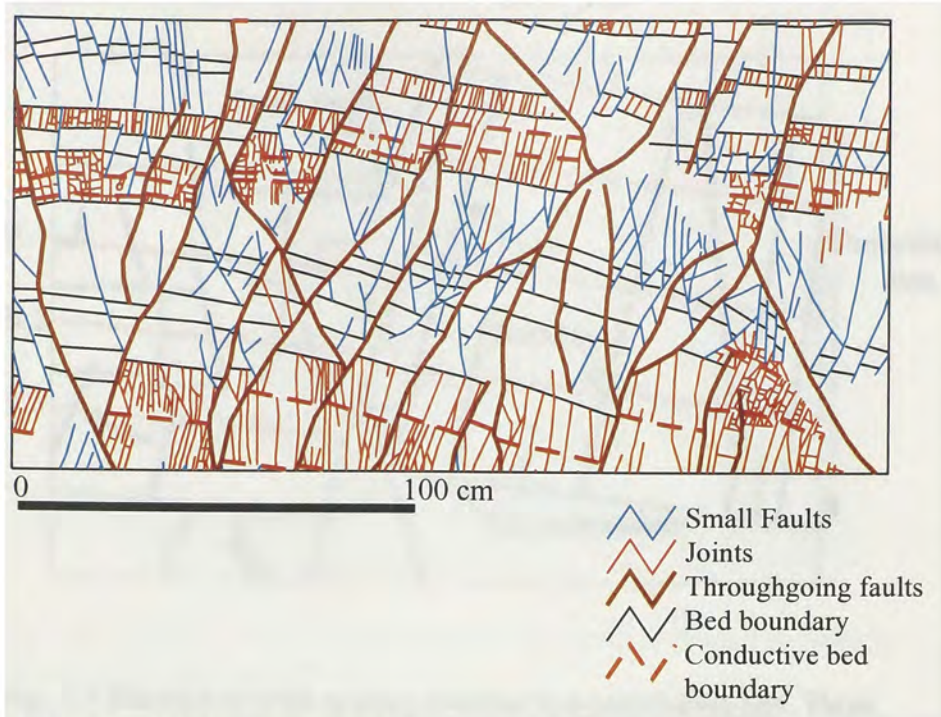 0
100 cm
Small Faults
Joints
Throughgoing faults
Bed boundary
Conductive bed
boundary